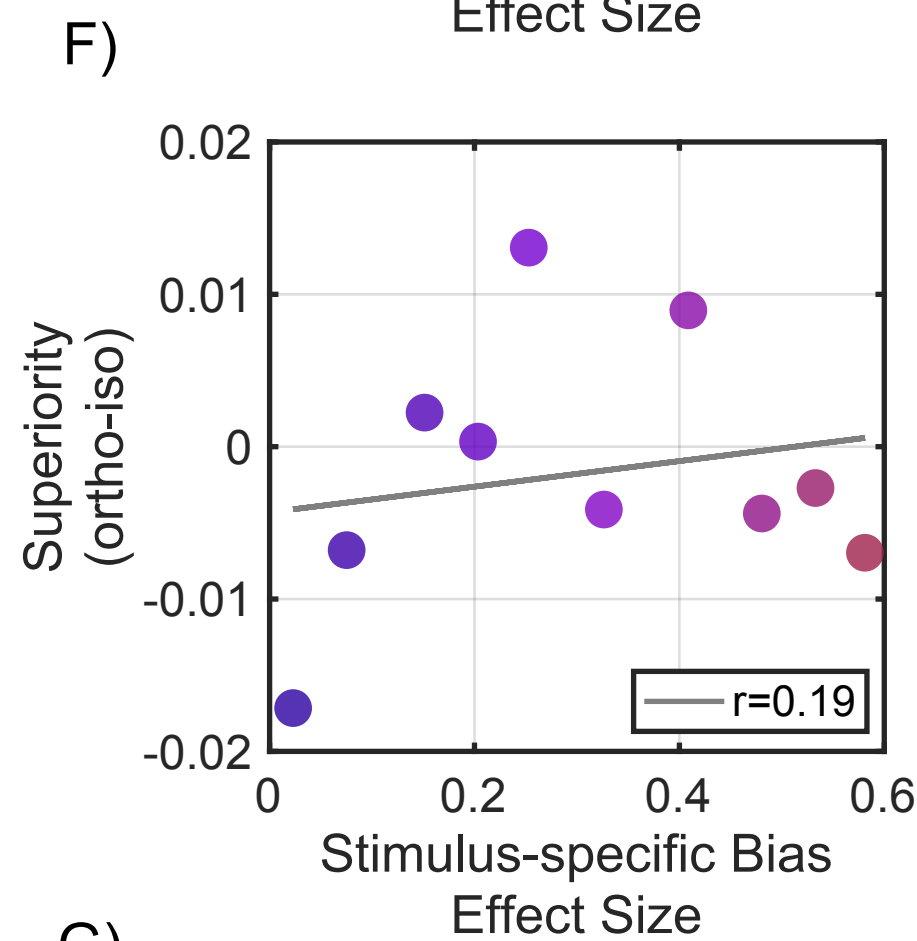 Effect Size
F)
0.02
0.01
0
-0.01
-0.02
Superiority
(ortho-iso)
r=0.19
0 0.2 0.4 0.6
Stimulus-specific Bias
Effect Size